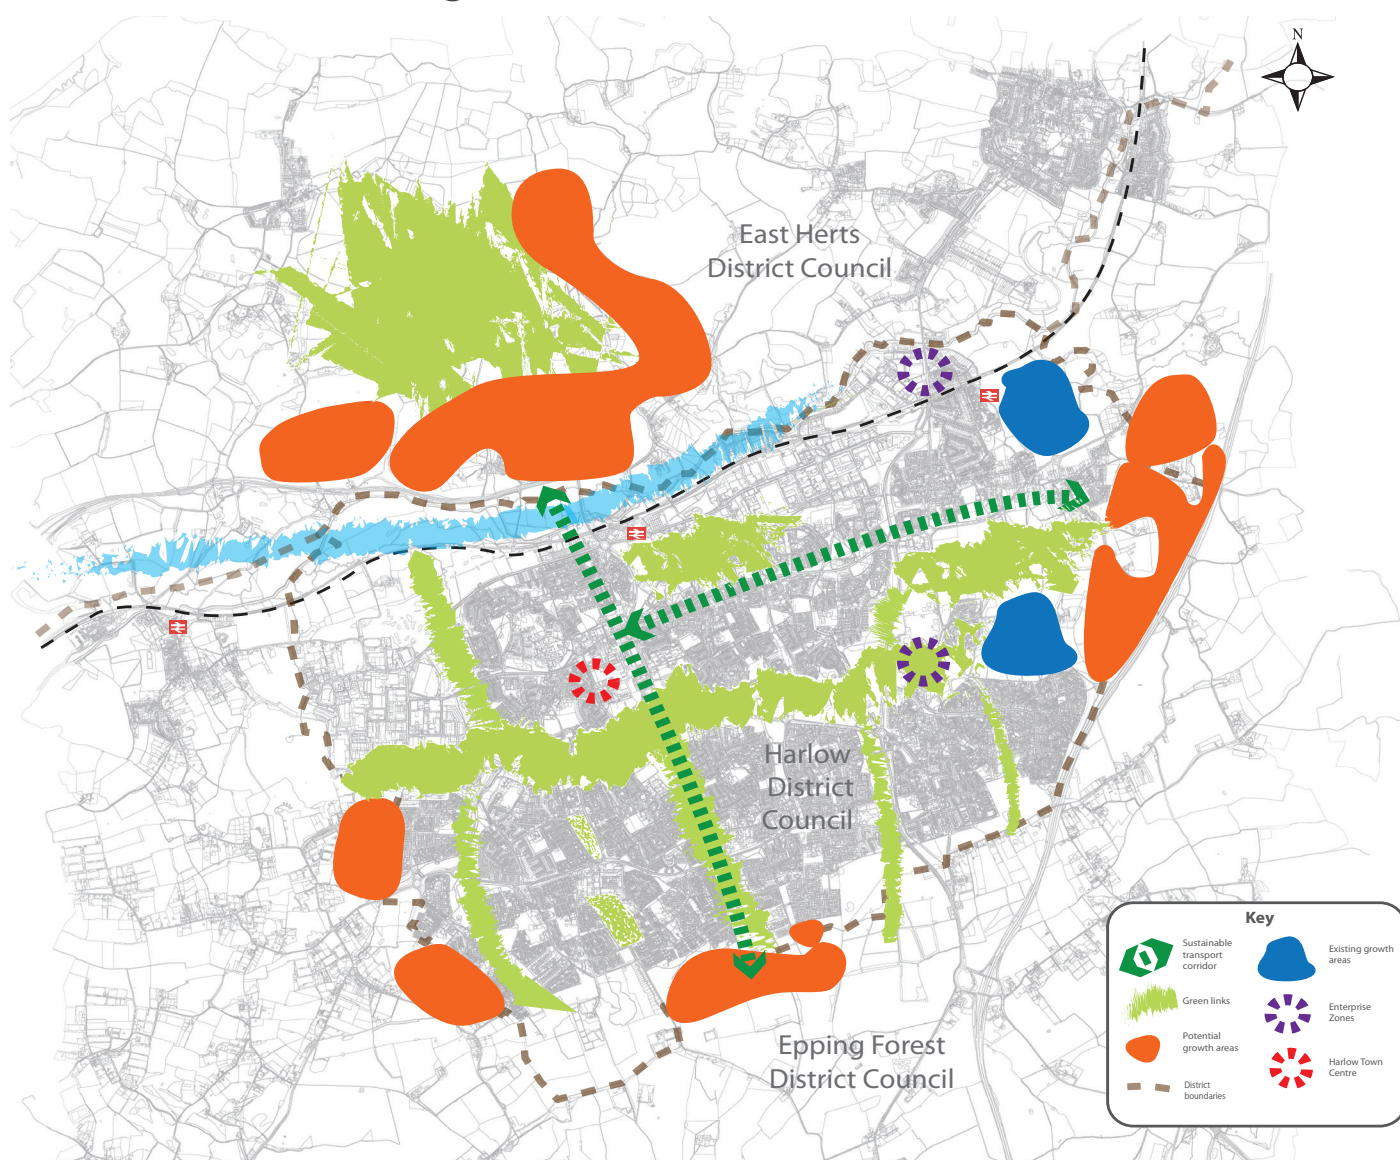 N
East Herts
District Council
Harlow
District
Council
Epping Forest
District Council
Key
Sustainable
transport
corridor
Green links
Potential
growth areas
District
boundaries
Existing growth
areas
Enterprise
Zones
Harlow Town
Centre